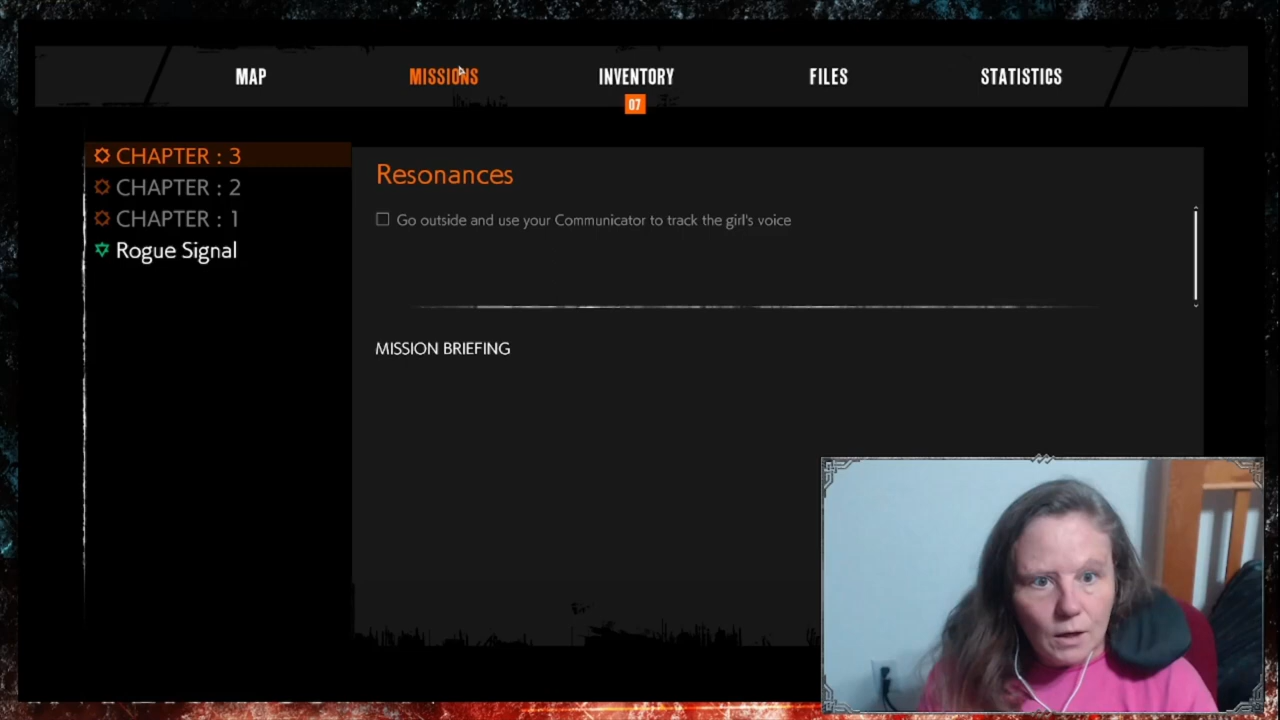 MAP
MISSIONS
INVENTORY
FILES
STATISTICS
07
CHAPTER : 3
CHAPTER : 2
CHAPTER : 1
Rogue Signal
Resonances
Go outside and use your Communicator to track the girl's voice
MISSION BRIEFING